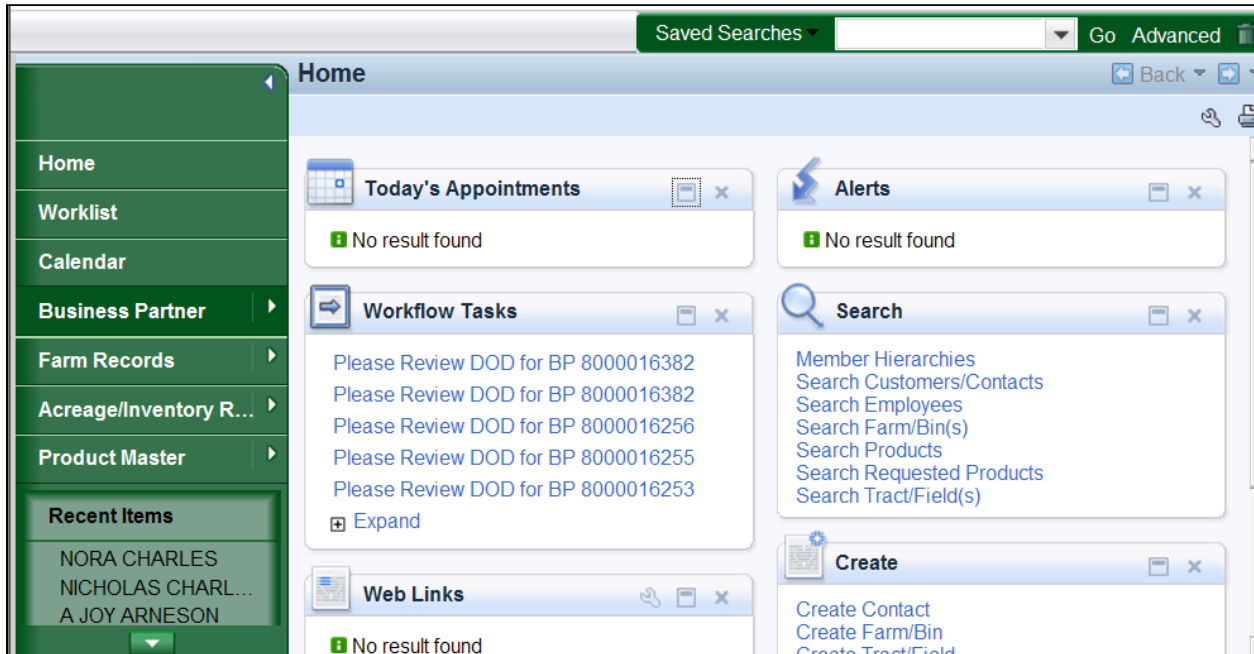 Saved Searches
Go Advanced
Home
Back
Home
Worklist
Calendar
Business Partner
Farm Records
Acreage/Inventory R...
Product Master
Recent Items
NORA CHARLES
NICHOLAS CHARL...
A JOY ARNESON
Today's Appointments
No result found
Workflow Tasks
Please Review DOD for BP 8000016382
Please Review DOD for BP 8000016382
Please Review DOD for BP 8000016256
Please Review DOD for BP 8000016255
Please Review DOD for BP 8000016253
Expand
Web Links
No result found
Alerts
No result found
Search
Member Hierarchies
Search Customers/Contacts
Search Employees
Search Farm/Bin(s)
Search Products
Search Requested Products
Search Tract/Field(s)
Create
Create Contact
Create Farm/Bin
Create Tract/Field